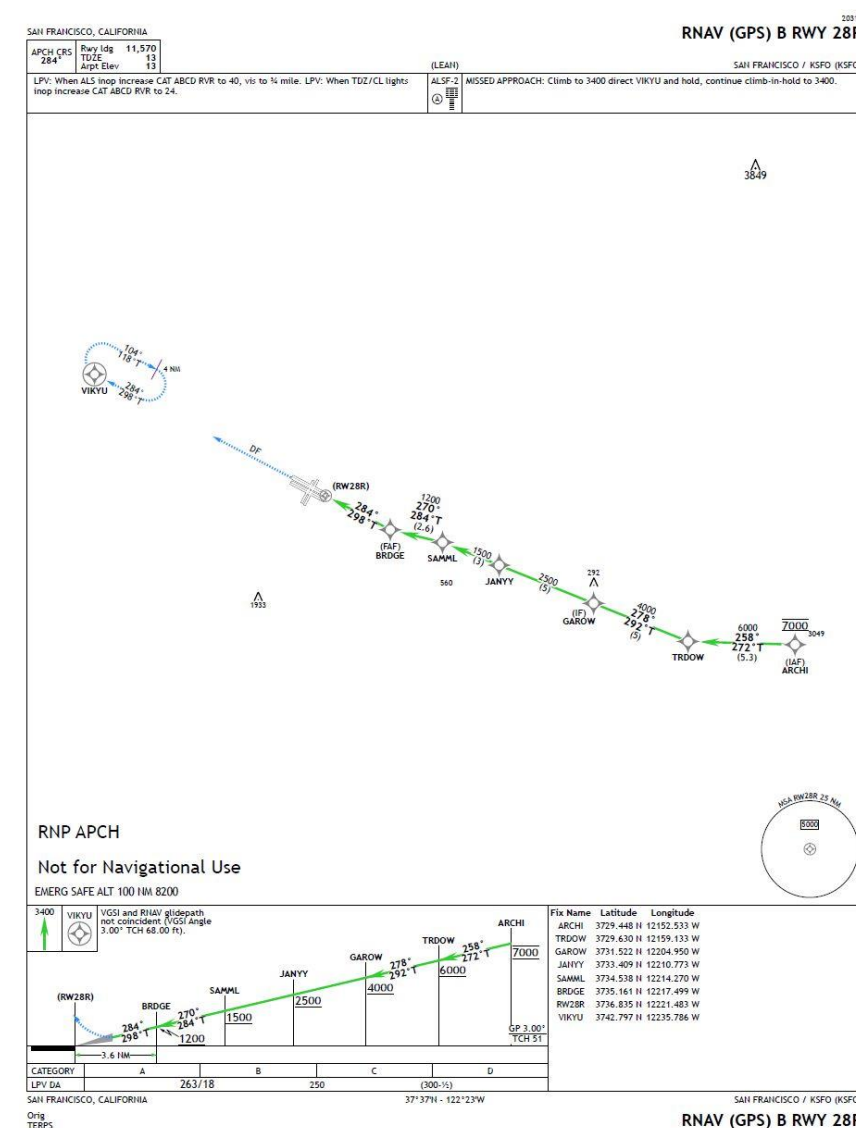 2031
SAN FRANCISCO, CALIFORNIA
RNAV (GPS) B RWY 28R
APCH CRS
284°
Rwy ldg 11,570
TDZE 13
Arpt Elev 13
(LEAN)
SAN FRANCISCO / KSFO (KSFO
LPV: When ALS inop increase CAT ABCD RVR to 40, vis to ¾ mile. LPV: When TDZ/CL lights
inop increase CAT ABCD RVR to 24.
ALSF-2
A
MISSED APPROACH: Climb to 3400 direct VIKYU and hold, continue climb-in-hold to 3400.
3849
104°
118°T
4 NM
284°
298°T
VIKYU
DF
(RW28R)
284°
298°T
(FAF)
BRDGE
1200
270°
284°T
(2.6)
SAMML
1500
(3)
JANYY
560
2500
(5)
292
(IF)
GAROW
4000
278°
292°T
(5)
TRDOW
6000
258°
272°T
(5.3)
7000
3049
(IAF)
ARCHI
1933
MSA RW28R 25 NM
5000
RNP APCH
Not for Navigational Use
EMERG SAFE ALT 100 NM 8200
3400
VIKYU
VGSI and RNAV glidepath
not coincident (VGSI Angle
3.00° TCH 68.00 ft).
ARCHI
7000
258°
272°T
TRDOW
6000
278°
292°T
GAROW
4000
JANYY
2500
SAMML
1500
270°
284°T
BRDGE
1200
284°
298°T
(RW28R)
3.6 NM
GP 3.00°
TCH 51
Fix Name Latitude Longitude
ARCHI 3729.448 N 12152.533 W
TRDOW 3729.630 N 12159.133 W
GAROW 3731.522 N 12204.950 W
JANYY 3733.409 N 12210.773 W
SAMML 3734.538 N 12214.270 W
BRDGE 3735.161 N 12217.499 W
RW28R 3736.835 N 12221.483 W
VIKYU 3742.797 N 12235.786 W
CATEGORY A B C D
LPV DA 263/18 250 (300-½)
SAN FRANCISCO, CALIFORNIA
37°37'N - 122°23'W
SAN FRANCISCO / KSFO (KSFO
Orig
TERPS
RNAV (GPS) B RWY 28R